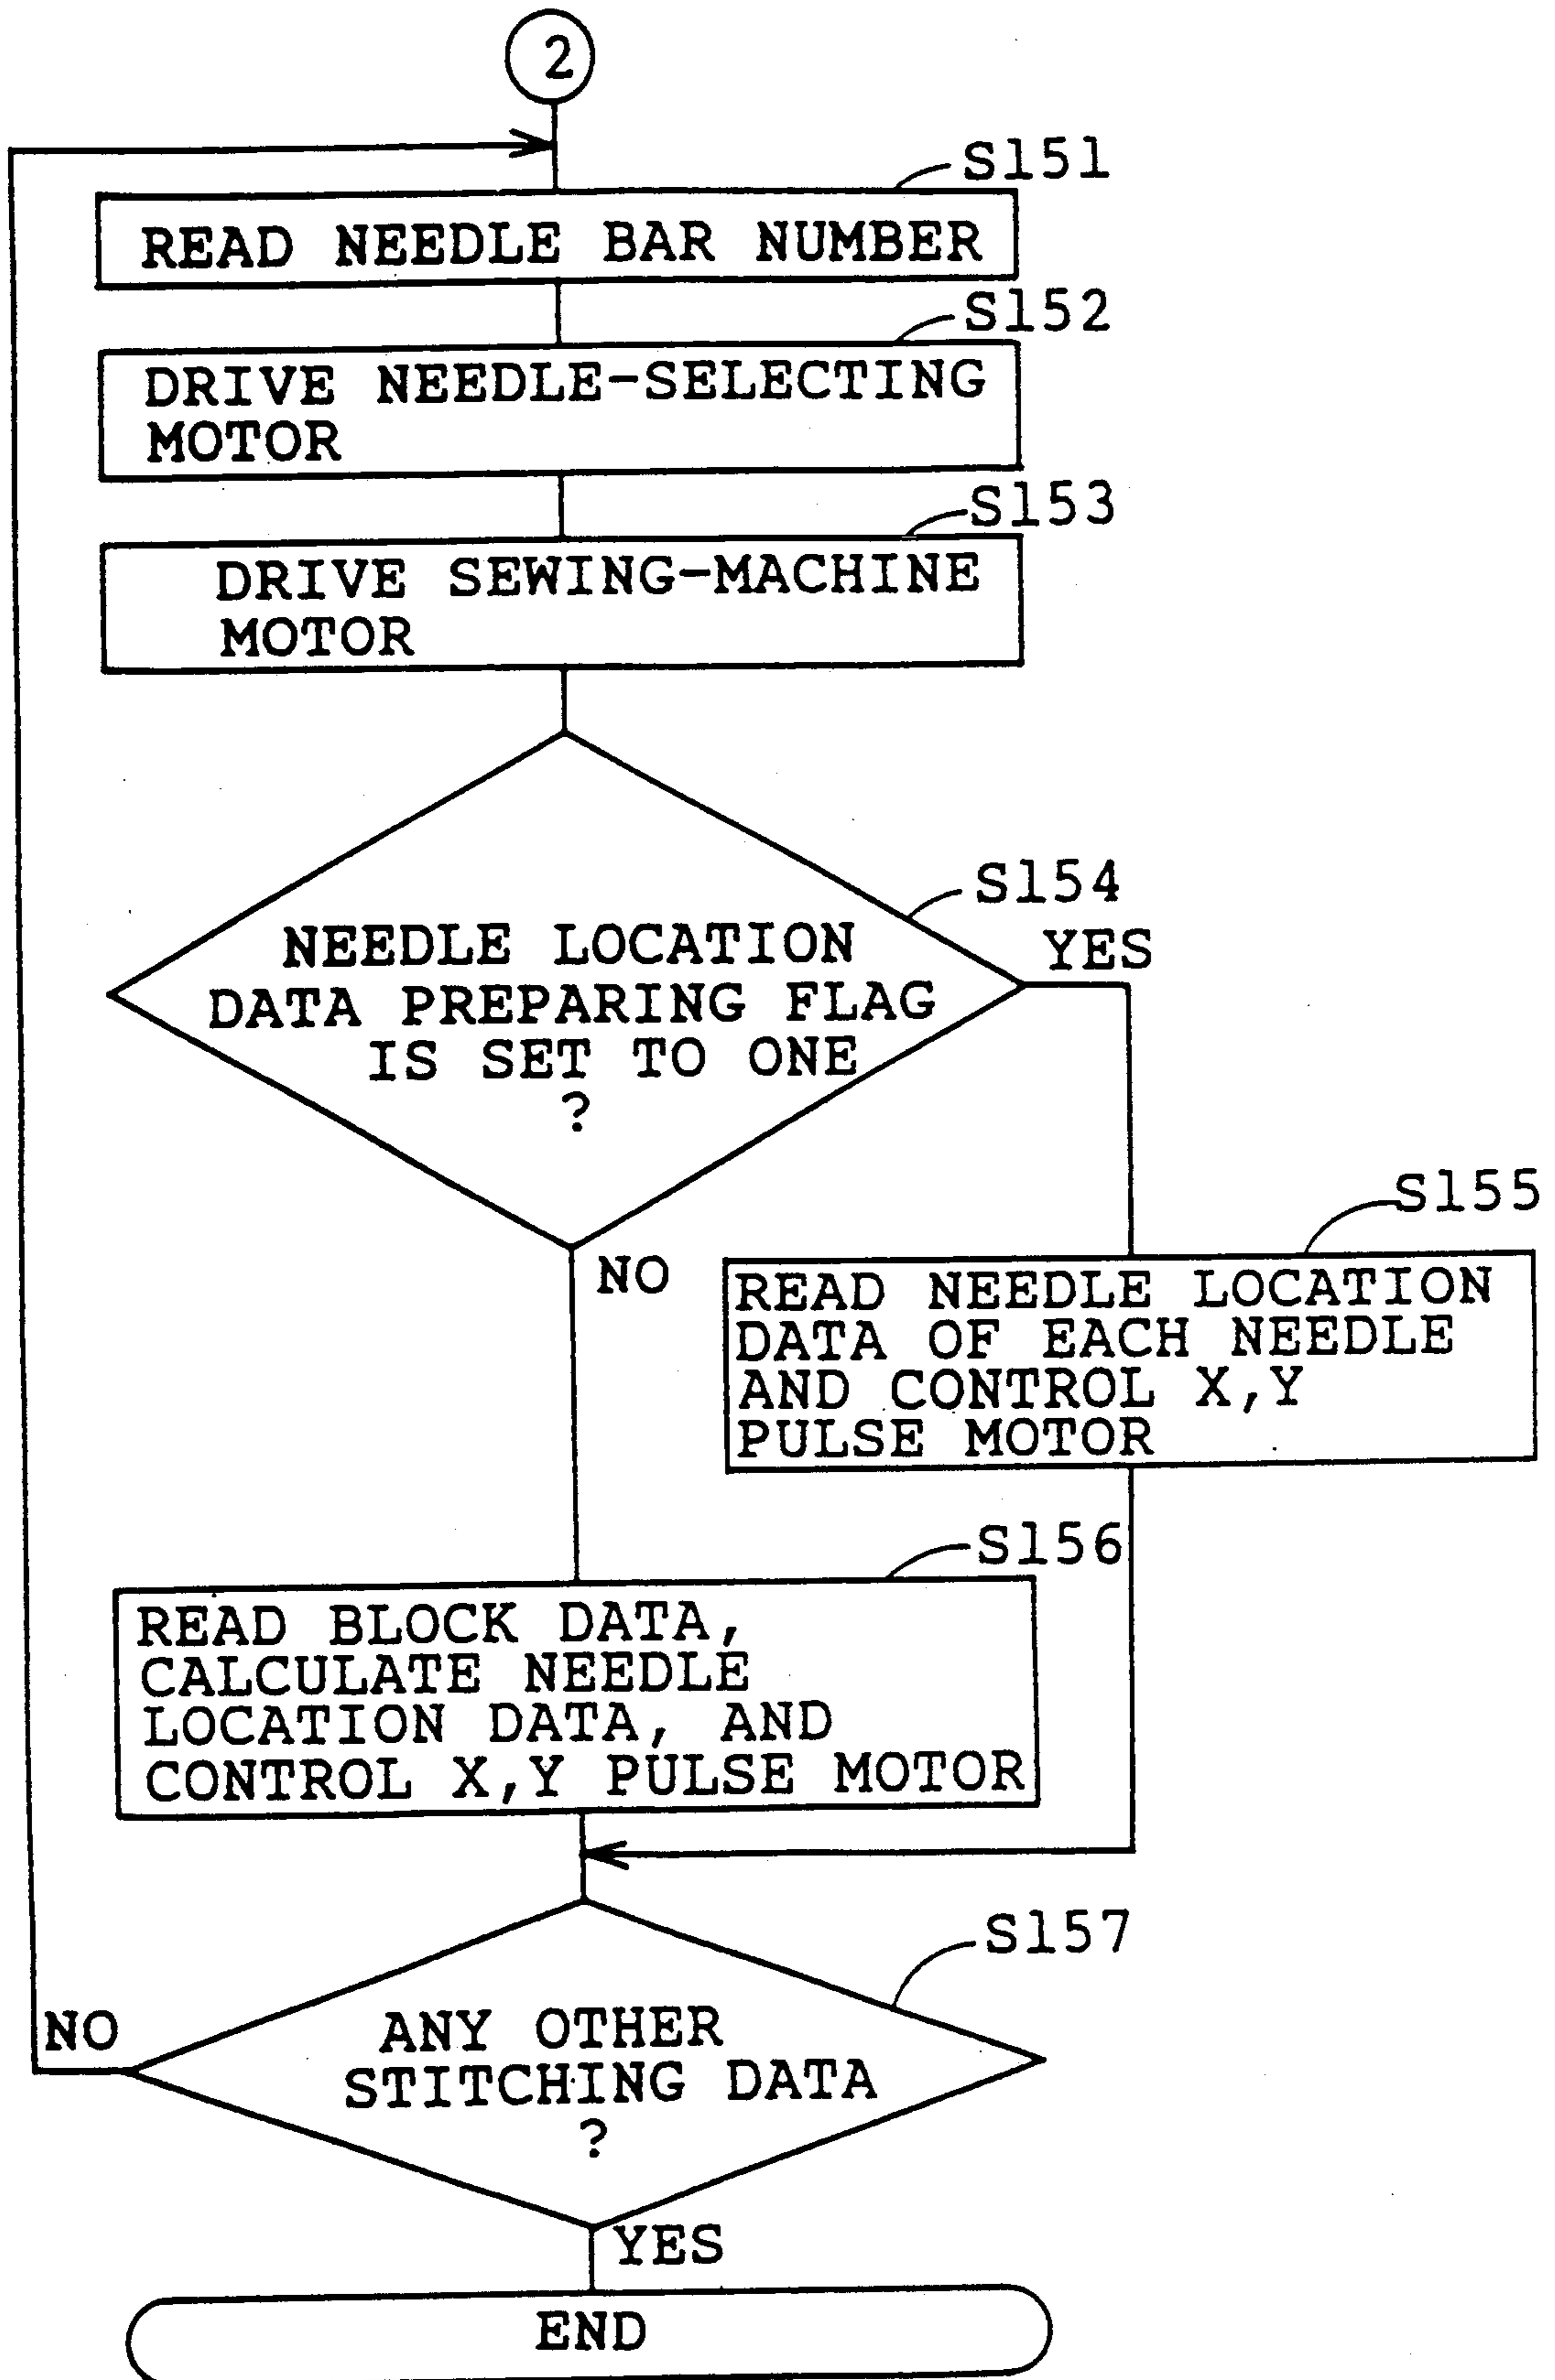 2
S151
READ NEEDLE BAR NUMBER
S152
DRIVE NEEDLE-SELECTING
MOTOR
S153
DRIVE SEWING-MACHINE
MOTOR
S154
NEEDLE LOCATION
DATA PREPARING FLAG
IS SET TO ONE
?
YES
NO
S155
READ NEEDLE LOCATION
DATA OF EACH NEEDLE
AND CONTROL X,Y
PULSE MOTOR
S156
READ BLOCK DATA,
CALCULATE NEEDLE
LOCATION DATA, AND
CONTROL X,Y PULSE MOTOR
S157
NO
ANY OTHER
STITCHING DATA
?
YES
END